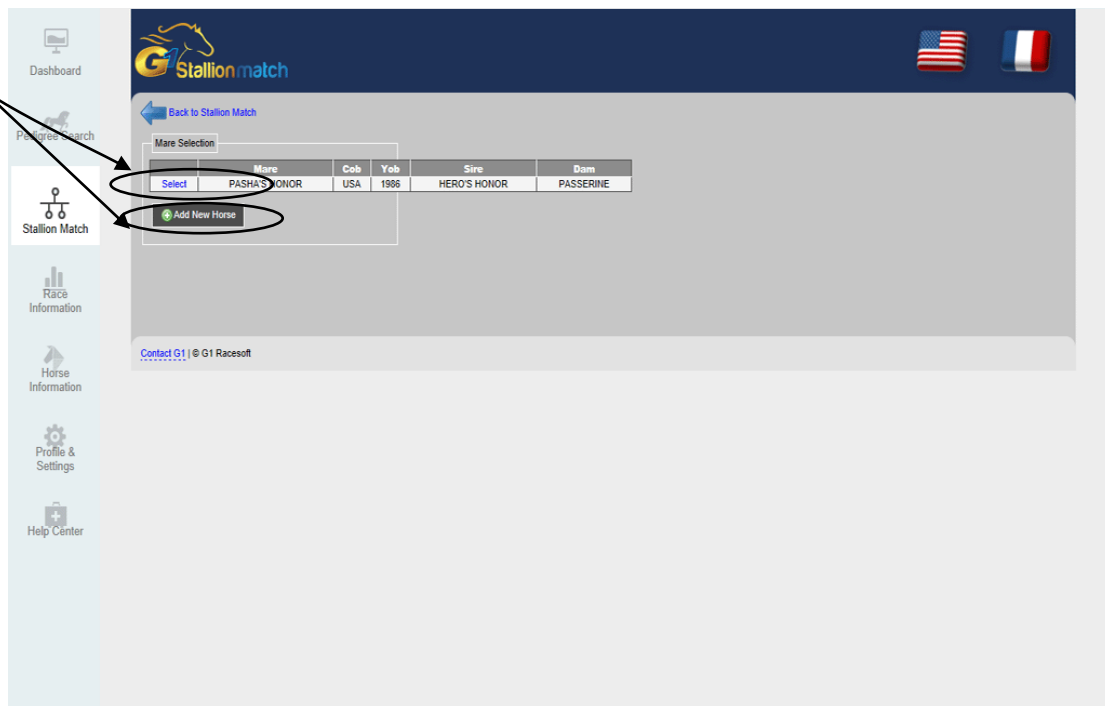 Dashboard
Pedigree Search
Stallion Match
Race
Information
Horse
Information
Profile &
Settings
Help Center
G1 Stallionmatch
Back to Stallion Match
Mare Selection
Mare Cob Yob Sire Dam
Select PASHA'S HONOR USA 1986 HERO'S HONOR PASSERINE
Add New Horse
Contact G1 | © G1 Racesoft